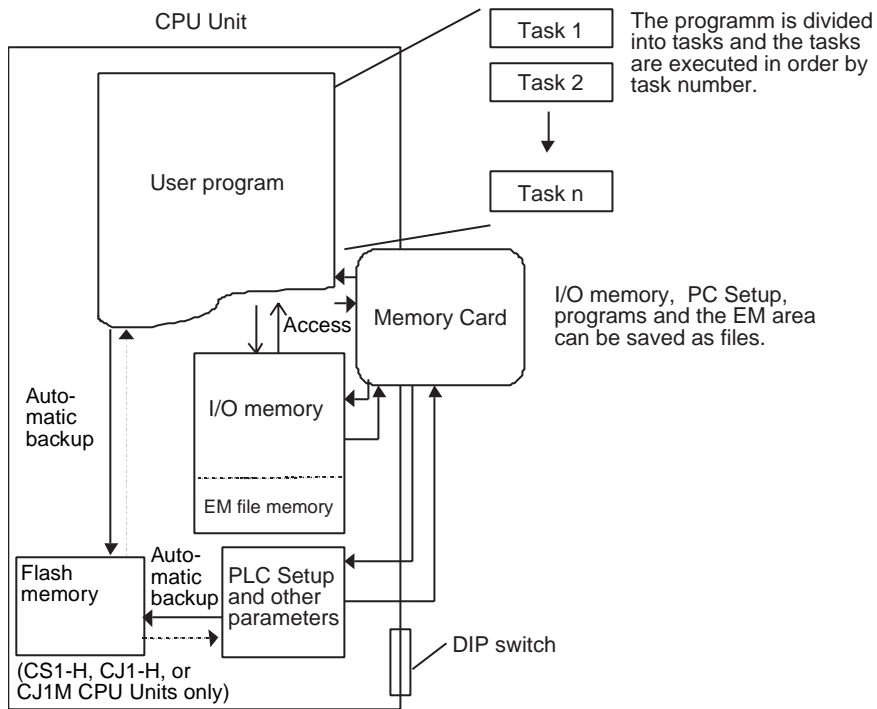 CPU Unit
Task 1
Task 2
Task n
The programm is divided
into tasks and the tasks
are executed in order by
task number.
User program
Memory Card
I/O memory,  PC Setup,
programs and the EM area
can be saved as files.
Access
I/O memory
EM file memory
Auto-
matic
backup
Flash
memory
Auto-
matic
backup
PLC Setup
and other
parameters
DIP switch
(CS1-H, CJ1-H, or
CJ1M CPU Units only)